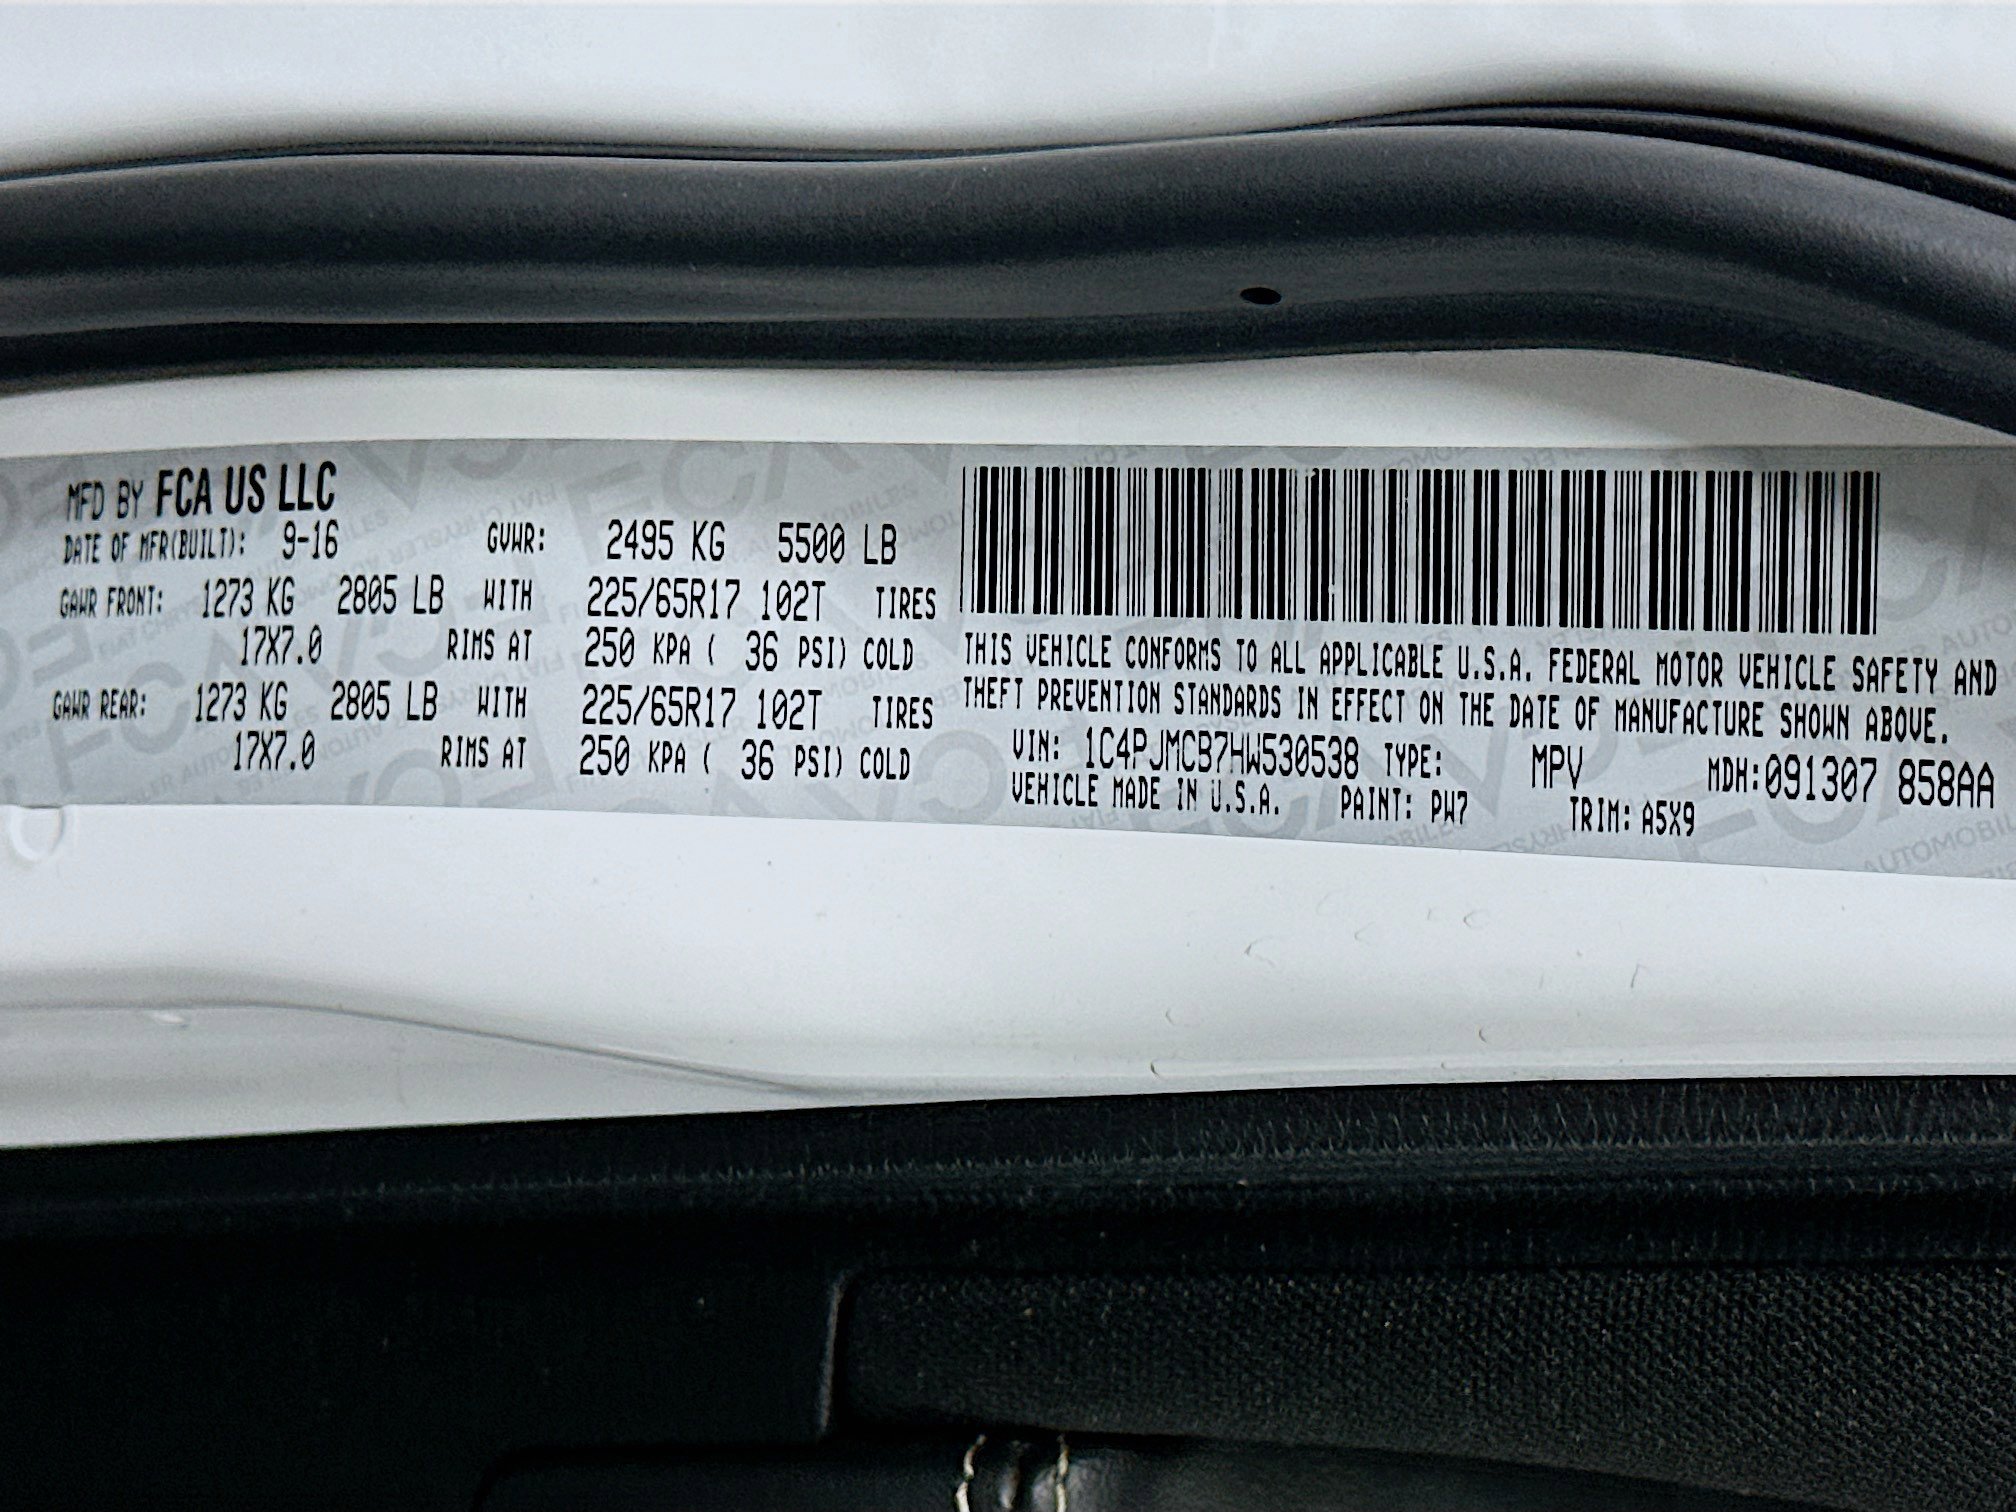 MFD BY FCA US LLC
DATE OF MFR(BUILT): 9-16 GVWR: 2495 KG 5500 LB
GAWR FRONT: 1273 KG 2805 LB WITH 225/65R17 102T TIRES
17X7.0 RIMS AT 250 KPA ( 36 PSI) COLD
GAWR REAR: 1273 KG 2805 LB WITH 225/65R17 102T TIRES
17X7.0 RIMS AT 250 KPA ( 36 PSI) COLD
THIS VEHICLE CONFORMS TO ALL APPLICABLE U.S.A. FEDERAL MOTOR VEHICLE SAFETY AND
THEFT PREVENTION STANDARDS IN EFFECT ON THE DATE OF MANUFACTURE SHOWN ABOVE.
VIN: 1C4PJMCB7HW530538 TYPE: MPV MDH:091307 858AA
VEHICLE MADE IN U.S.A. PAINT: PW7 TRIM: A5X9